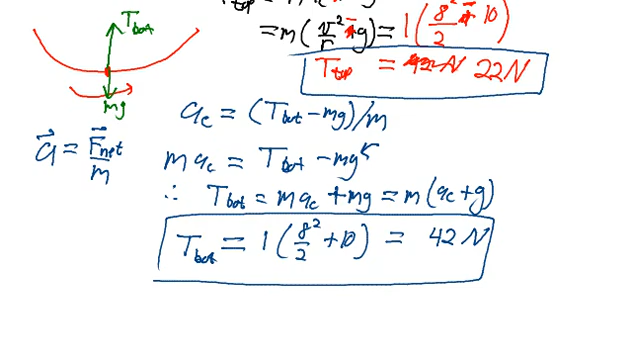 T_bot
mg
= m(v²/r - g) = 1(8²/2 - 10)
T_top = 22N
a_c = (T_bot - mg)/m
a⃗ = F⃗_net/m
m a_c = T_bot - mg
∴ T_bot = m a_c + mg = m(a_c + g)
T_bot = 1(8²/2 + 10) = 42 N